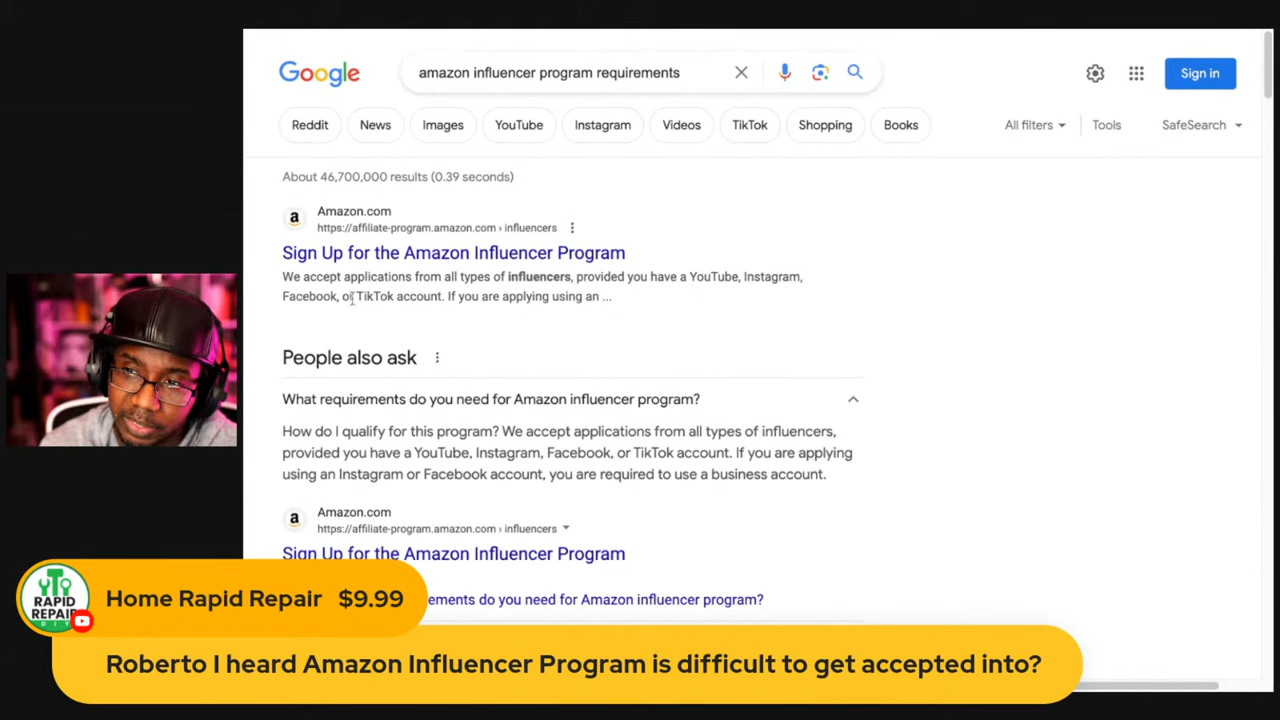 Google
amazon influencer program requirements
Sign in
Reddit
News
Images
YouTube
Instagram
Videos
TikTok
Shopping
Books
All filters
Tools
SafeSearch
About 46,700,000 results (0.39 seconds)
a
Amazon.com
https://affiliate-program.amazon.com › influencers
Sign Up for the Amazon Influencer Program
We accept applications from all types of influencers, provided you have a YouTube, Instagram,
Facebook, or TikTok account. If you are applying using an ...
People also ask
What requirements do you need for Amazon influencer program?
How do I qualify for this program? We accept applications from all types of influencers,
provided you have a YouTube, Instagram, Facebook, or TikTok account. If you are applying
using an Instagram or Facebook account, you are required to use a business account.
a
Amazon.com
https://affiliate-program.amazon.com › influencers
Sign Up for the Amazon Influencer Program
RAPID
REPAIR
DIY
Home Rapid Repair $9.99
do you need for Amazon influencer program?
Roberto I heard Amazon Influencer Program is difficult to get accepted into?